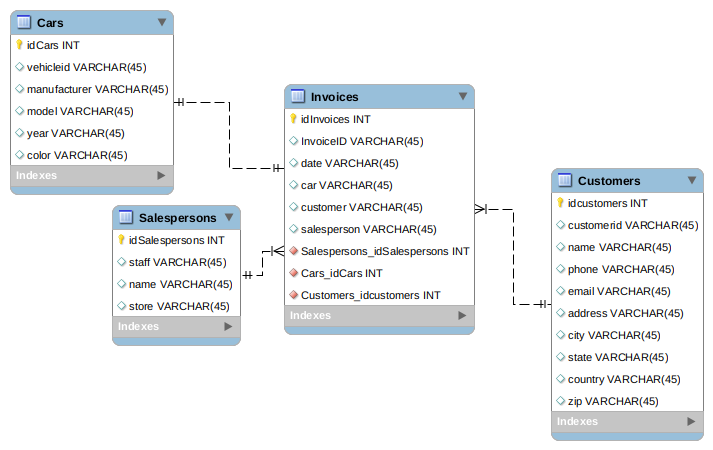 Cars
idCars INT
vehicleid VARCHAR(45)
manufacturer VARCHAR(45)
model VARCHAR(45)
year VARCHAR(45)
color VARCHAR(45)
Indexes
Salespersons
idSalespersons INT
staff VARCHAR(45)
name VARCHAR(45)
store VARCHAR(45)
Indexes
Invoices
idInvoices INT
InvoiceID VARCHAR(45)
date VARCHAR(45)
car VARCHAR(45)
customer VARCHAR(45)
salesperson VARCHAR(45)
Salespersons_idSalespersons INT
Cars_idCars INT
Customers_idcustomers INT
Indexes
Customers
idcustomers INT
customerid VARCHAR(45)
name VARCHAR(45)
phone VARCHAR(45)
email VARCHAR(45)
address VARCHAR(45)
city VARCHAR(45)
state VARCHAR(45)
country VARCHAR(45)
zip VARCHAR(45)
Indexes